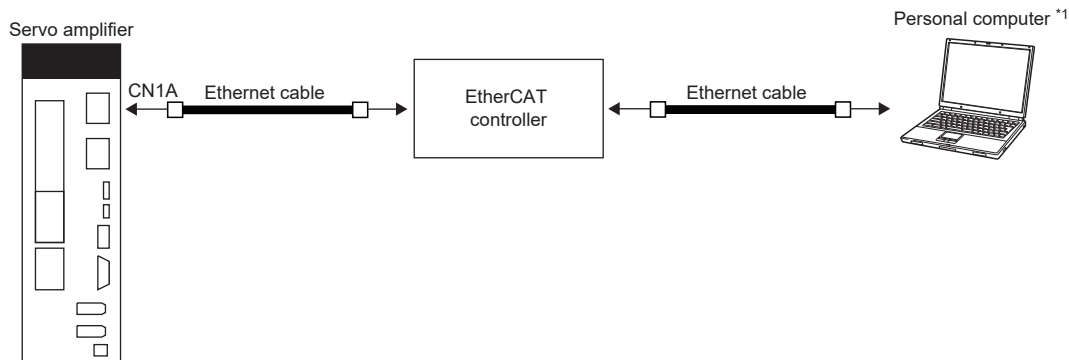 Personal computer *1
Servo amplifier
CN1A
Ethernet cable
EtherCAT
controller
Ethernet cable